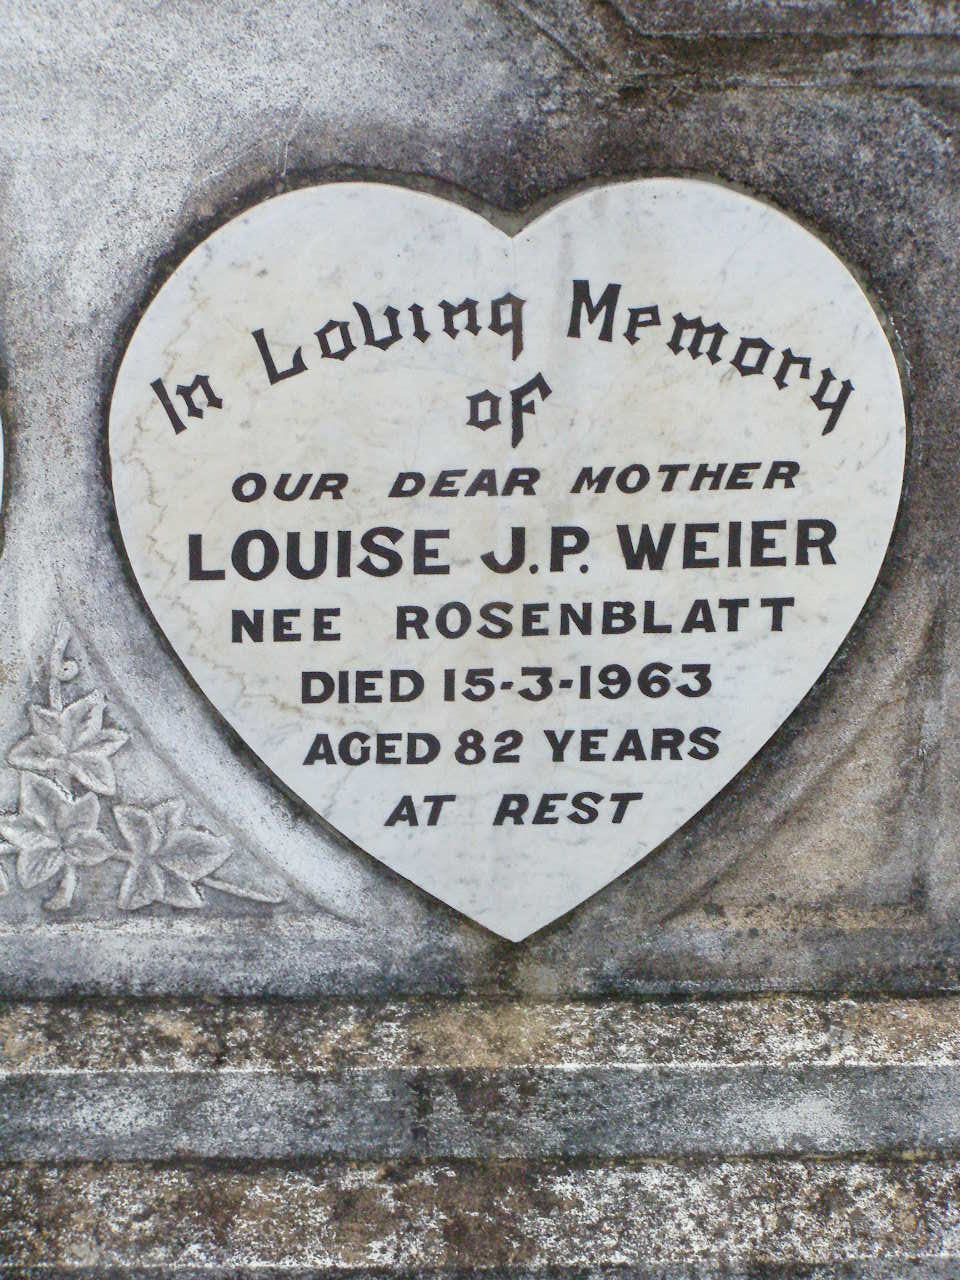 In Loving Memory
of
OUR DEAR MOTHER
LOUISE J.P. WEIER
NEE ROSENBLATT
DIED 15-3-1963
AGED 82 YEARS
AT REST